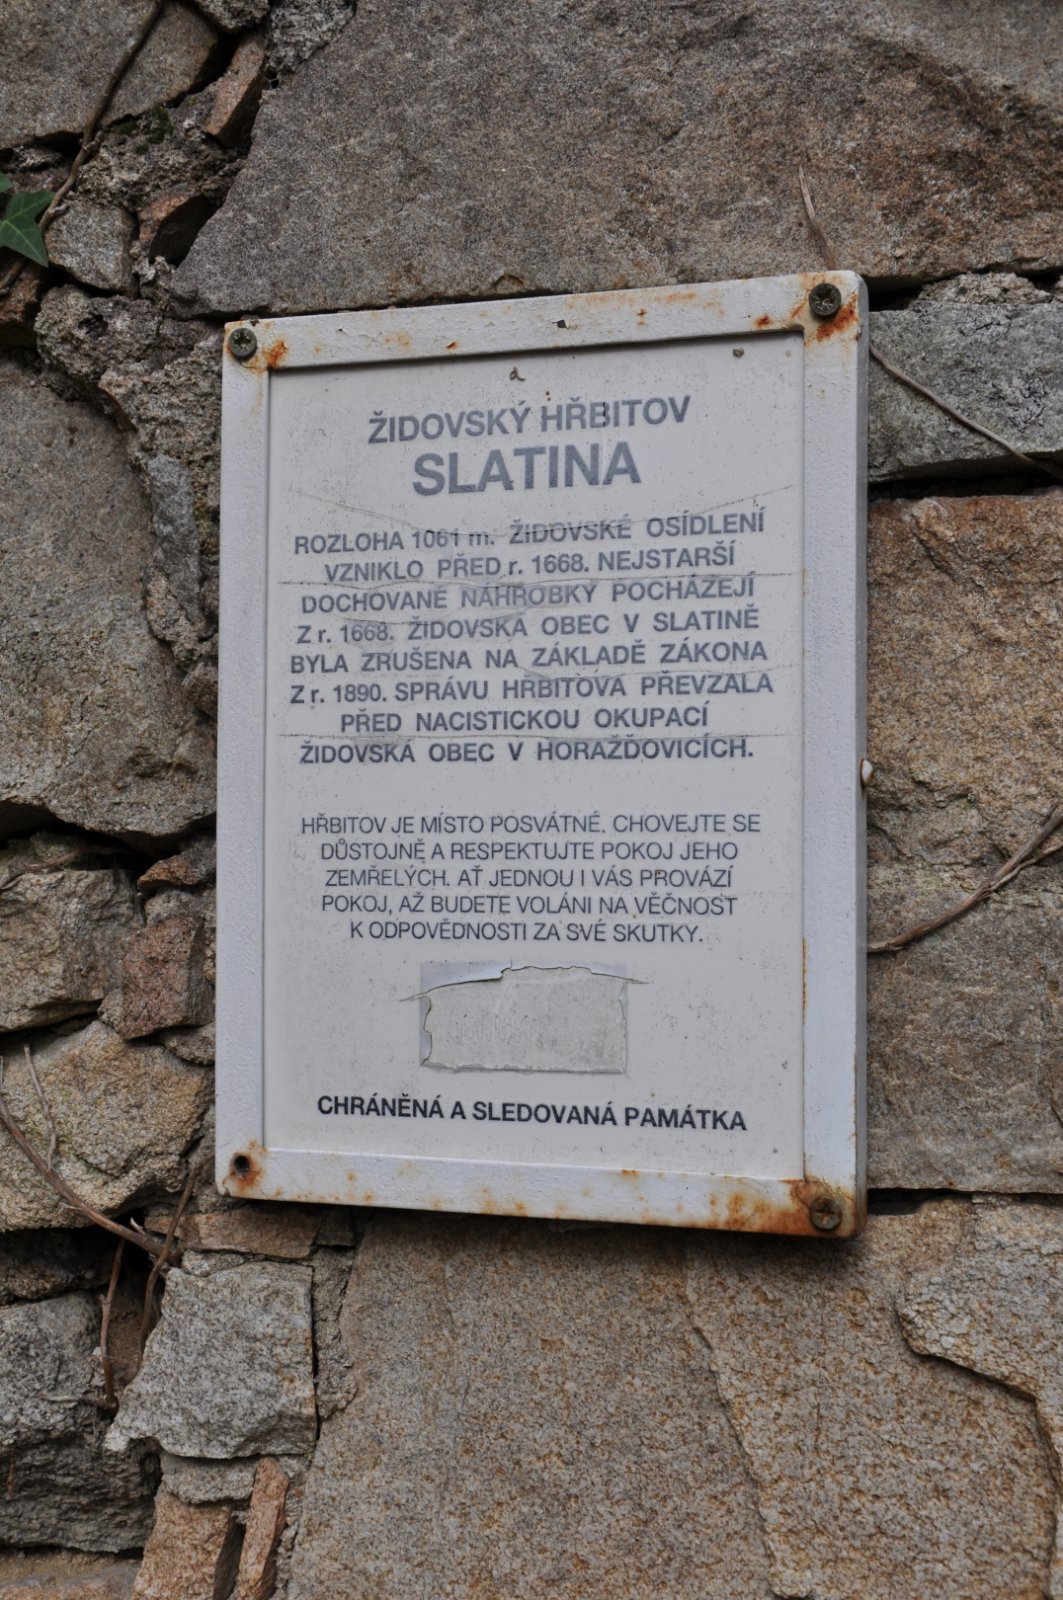 ŽIDOVSKÝ HŘBITOV
SLATINA
ROZLOHA 1061 m. ŽIDOVSKÉ OSÍDLENÍ
VZNIKLO PŘED r. 1668. NEJSTARŠÍ
DOCHOVANÉ NÁHROBKY POCHÁZEJÍ
Z r. 1668. ŽIDOVSKÁ OBEC V SLATINĚ
BYLA ZRUŠENA NA ZÁKLADĚ ZÁKONA
Z r. 1890. SPRÁVU HŘBITOVA PŘEVZALA
PŘED NACISTICKOU OKUPACÍ
ŽIDOVSKÁ OBEC V HORAŽĎOVICÍCH.
HŘBITOV JE MÍSTO POSVÁTNÉ. CHOVEJTE SE
DŮSTOJNĚ A RESPEKTUJTE POKOJ JEHO
ZEMŘELÝCH. AŤ JEDNOU I VÁS PROVÁZÍ
POKOJ, AŽ BUDETE VOLÁNI NA VĚČNOST
K ODPOVĚDNOSTI ZA SVÉ SKUTKY.
CHRÁNĚNÁ A SLEDOVANÁ PAMÁTKA